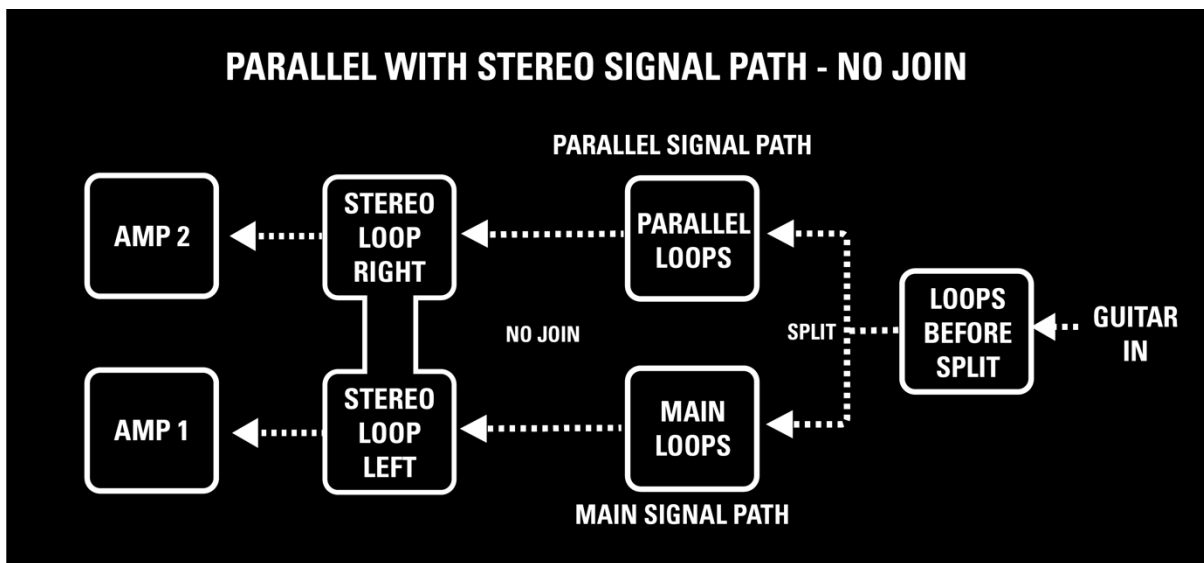 PARALLEL WITH STEREO SIGNAL PATH - NO JOIN
PARALLEL SIGNAL PATH
AMP 2
STEREO
LOOP
RIGHT
PARALLEL
LOOPS
NO JOIN
SPLIT
LOOPS
BEFORE
SPLIT
GUITAR
IN
AMP 1
STEREO
LOOP
LEFT
MAIN
LOOPS
MAIN SIGNAL PATH